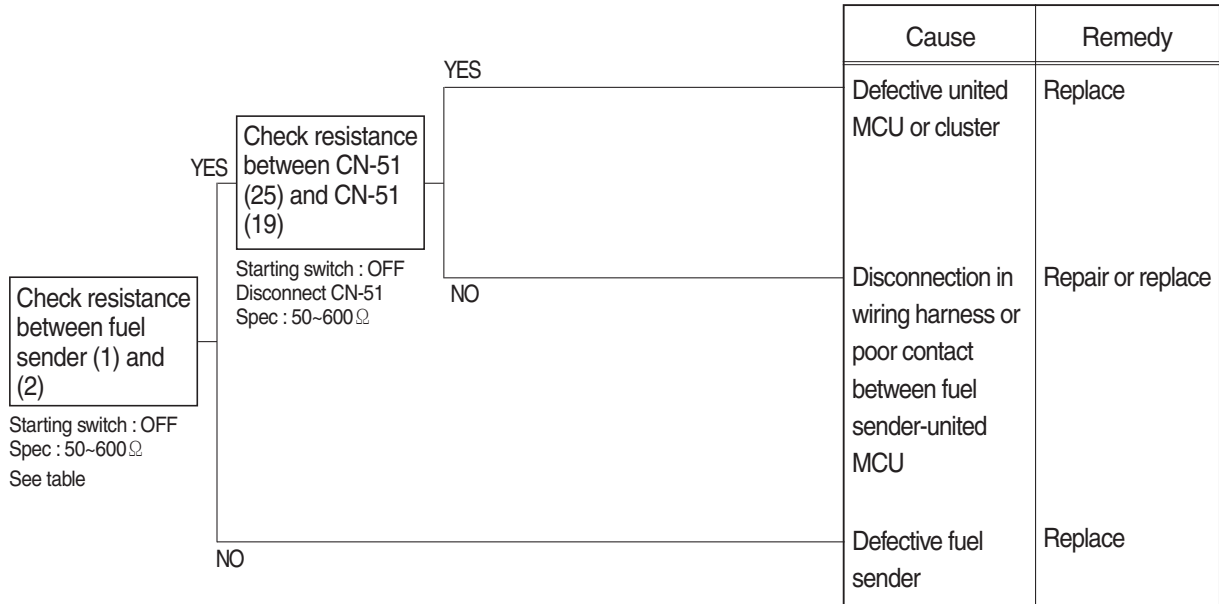 Check resistance
between fuel
sender (1) and
(2)
Starting switch : OFF
Spec : 50~600Ω
See table
YES
Check resistance
between CN-51
(25) and CN-51
(19)
Starting switch : OFF
Disconnect CN-51
Spec : 50~600Ω
YES
NO
NO
Cause
Remedy
Defective united
MCU or cluster
Replace
Disconnection in
wiring harness or
poor contact
between fuel
sender-united
MCU
Repair or replace
Defective fuel
sender
Replace